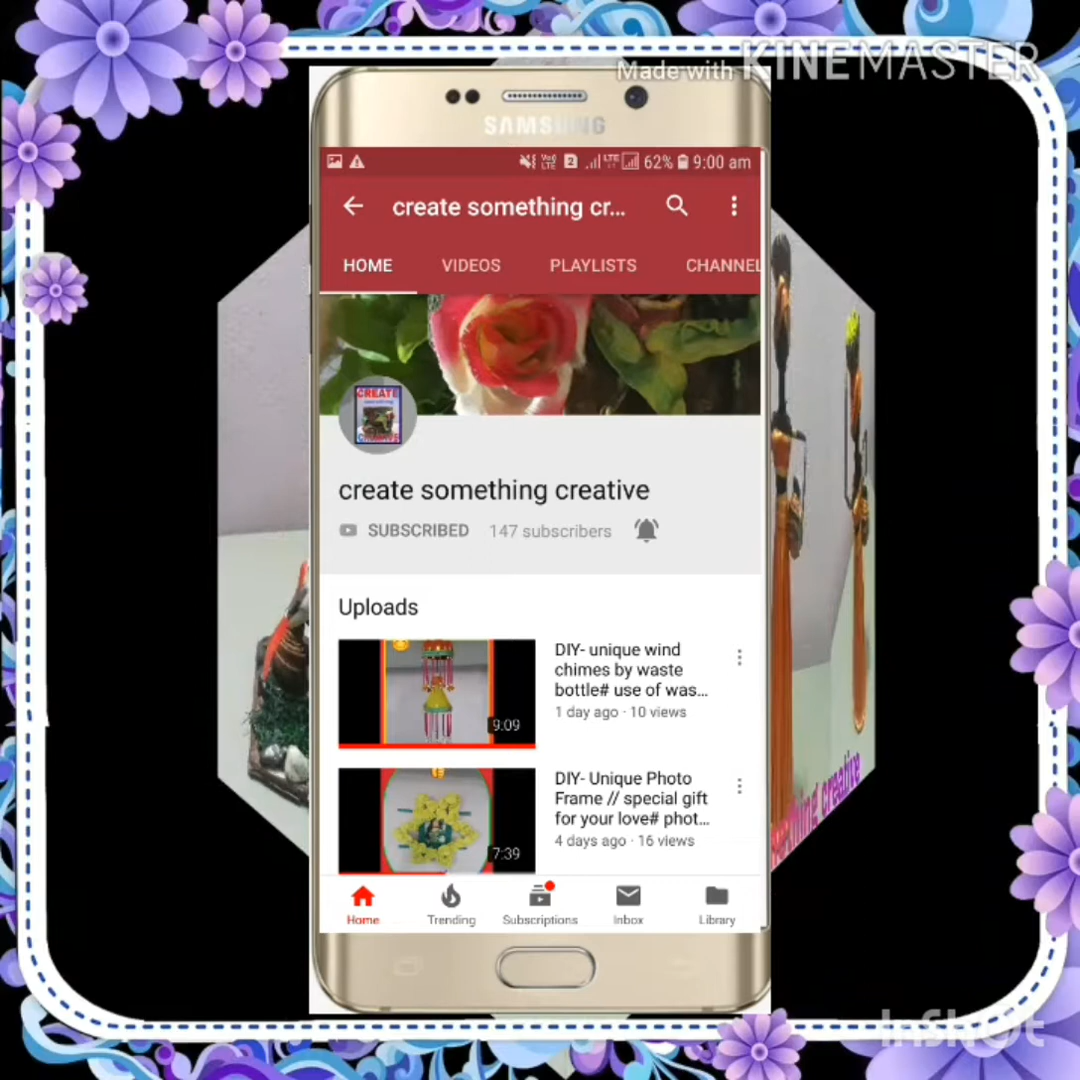 Made with KINEMASTER
SAMSUNG
62% 9:00 am
create something cr...
HOME VIDEOS PLAYLISTS CHANNEL
CREATE
create something creative
SUBSCRIBED 147 subscribers
Uploads
DIY- unique wind
chimes by waste
bottle# use of was...
9:09
1 day ago · 10 views
DIY- Unique Photo
Frame // special gift
for your love# phot...
7:39
4 days ago · 16 views
creative
Home Trending Subscriptions Inbox Library
InShot